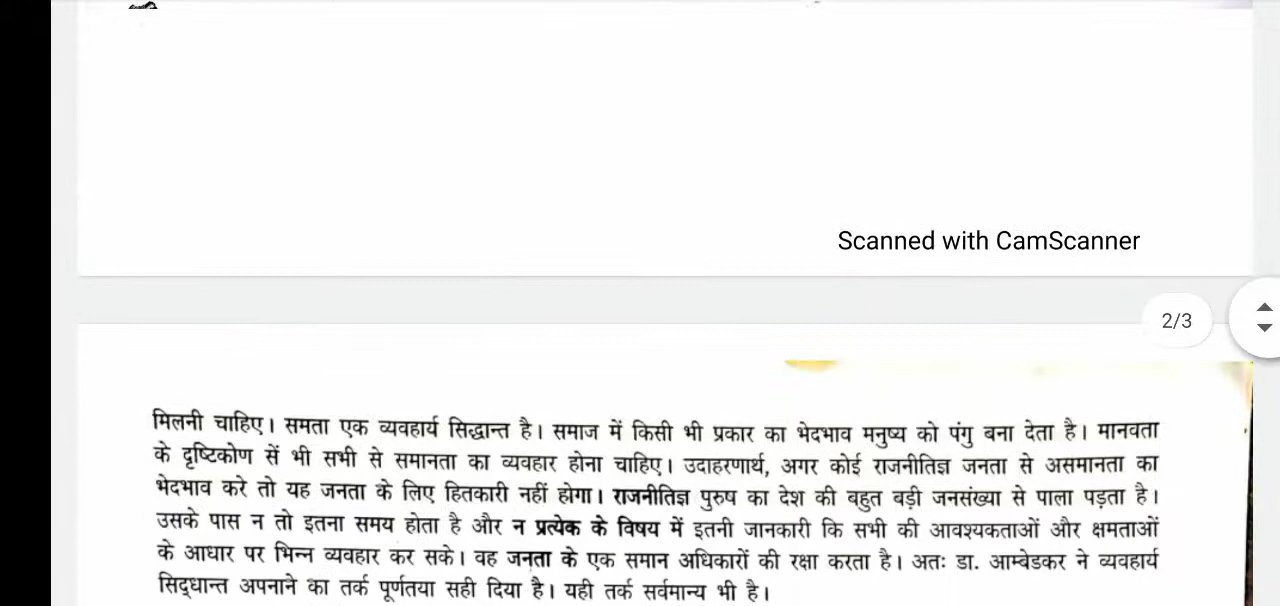 Scanned with CamScanner
2/3
मिलनी चाहिए। समता एक व्यवहार्य सिद्धान्त है। समाज में किसी भी प्रकार का भेदभाव मनुष्य को पंगु बना देता है। मानवता
के दृष्टिकोण सें भी सभी से समानता का व्यवहार होना चाहिए। उदाहरणार्थ, अगर कोई राजनीतिज्ञ जनता से असमानता का
भेदभाव करे तो यह जनता के लिए हितकारी नहीं होगा। राजनीतिज्ञ पुरुष का देश की बहुत बड़ी जनसंख्या से पाला पड़ता है।
उसके पास न तो इतना समय होता है और न प्रत्येक के विषय में इतनी जानकारी कि सभी की आवश्यकताओं और क्षमताओं
के आधार पर भिन्न व्यवहार कर सके। वह जनता के एक समान अधिकारों की रक्षा करता है। अतः डा. आम्बेडकर ने व्यवहार्य
सिद्धान्त अपनाने का तर्क पूर्णतया सही दिया है। यही तर्क सर्वमान्य भी है।